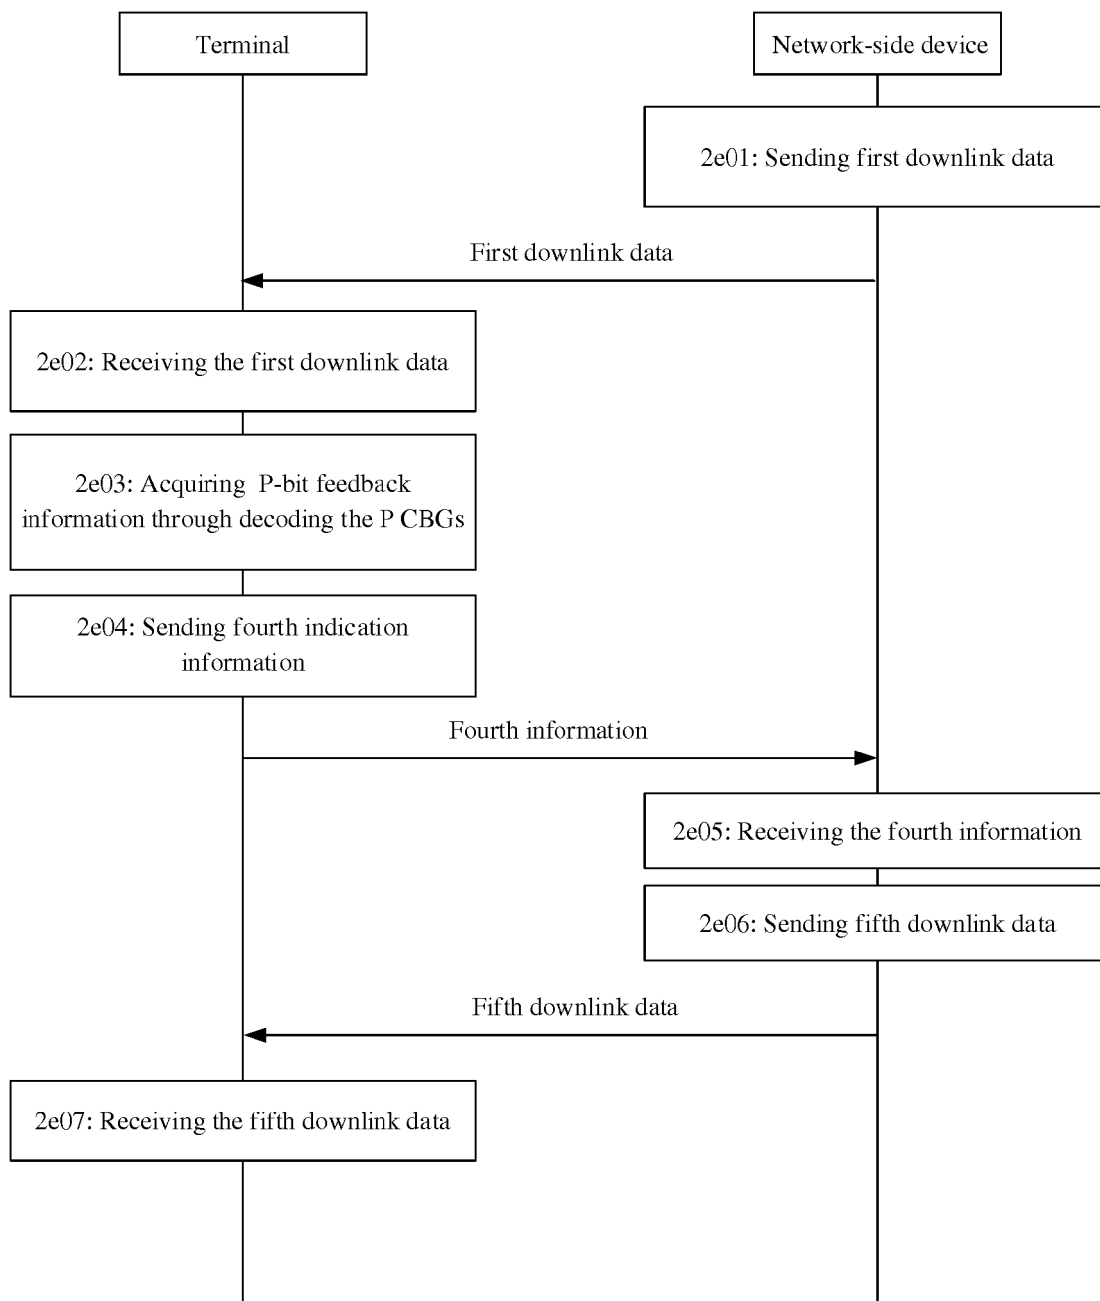 Terminal
Network-side device
2e01: Sending first downlink data
First downlink data
2e02: Receiving the first downlink data
2e03: Acquiring P-bit feedback
information through decoding the P CBGs
2e04: Sending fourth indication
information
Fourth information
2e05: Receiving the fourth information
2e06: Sending fifth downlink data
Fifth downlink data
2e07: Receiving the fifth downlink data